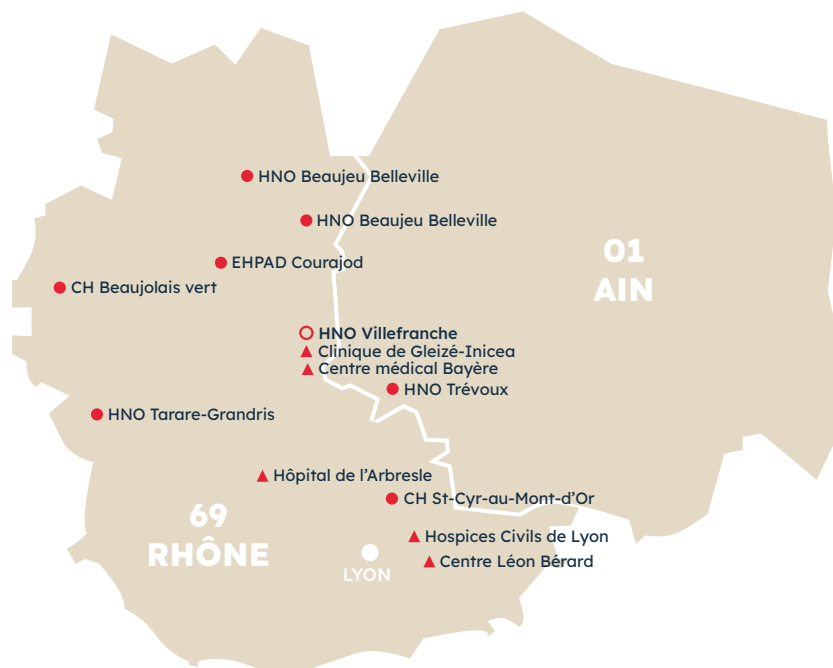 HNO Beaujeu Belleville
HNO Beaujeu Belleville
01
AIN
EHPAD Courajod
CH Beaujolais vert
HNO Villefranche
Clinique de Gleizé-Inicea
Centre médical Bayère
HNO Trévoux
HNO Tarare-Grandris
Hôpital de l’Arbresle
CH St-Cyr-au-Mont-d’Or
69
RHÔNE
Hospices Civils de Lyon
Centre Léon Bérard
LYON